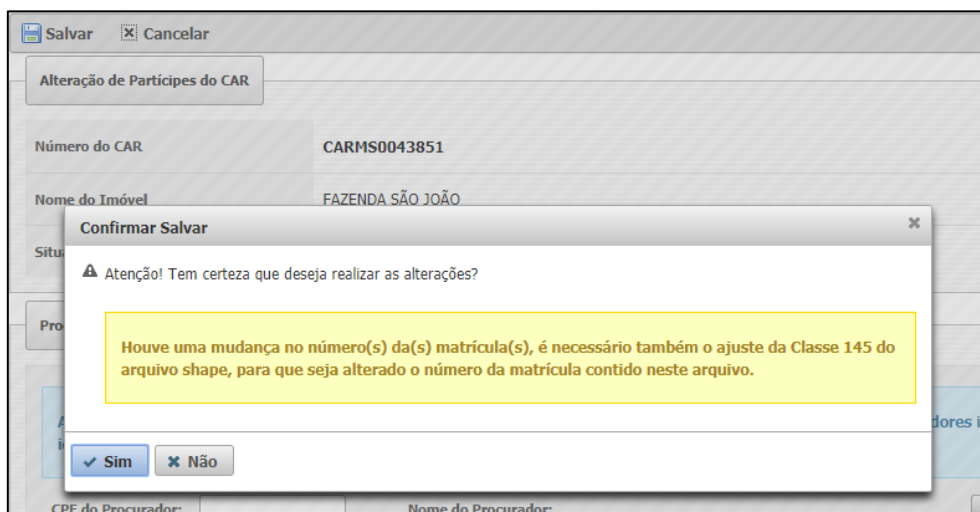 Salvar Cancelar
Alteração de Partícipes do CAR
Número do CAR CARMS0043851
Nome do Imóvel FAZENDA SÃO JOÃO
Confirmar Salvar
Atenção! Tem certeza que deseja realizar as alterações?
Houve uma mudança no número(s) da(s) matrícula(s), é necessário também o ajuste da Classe 145 do
arquivo shape, para que seja alterado o número da matrícula contido neste arquivo.
Sim Não
CPF do Procurador: Nome do Procurador: